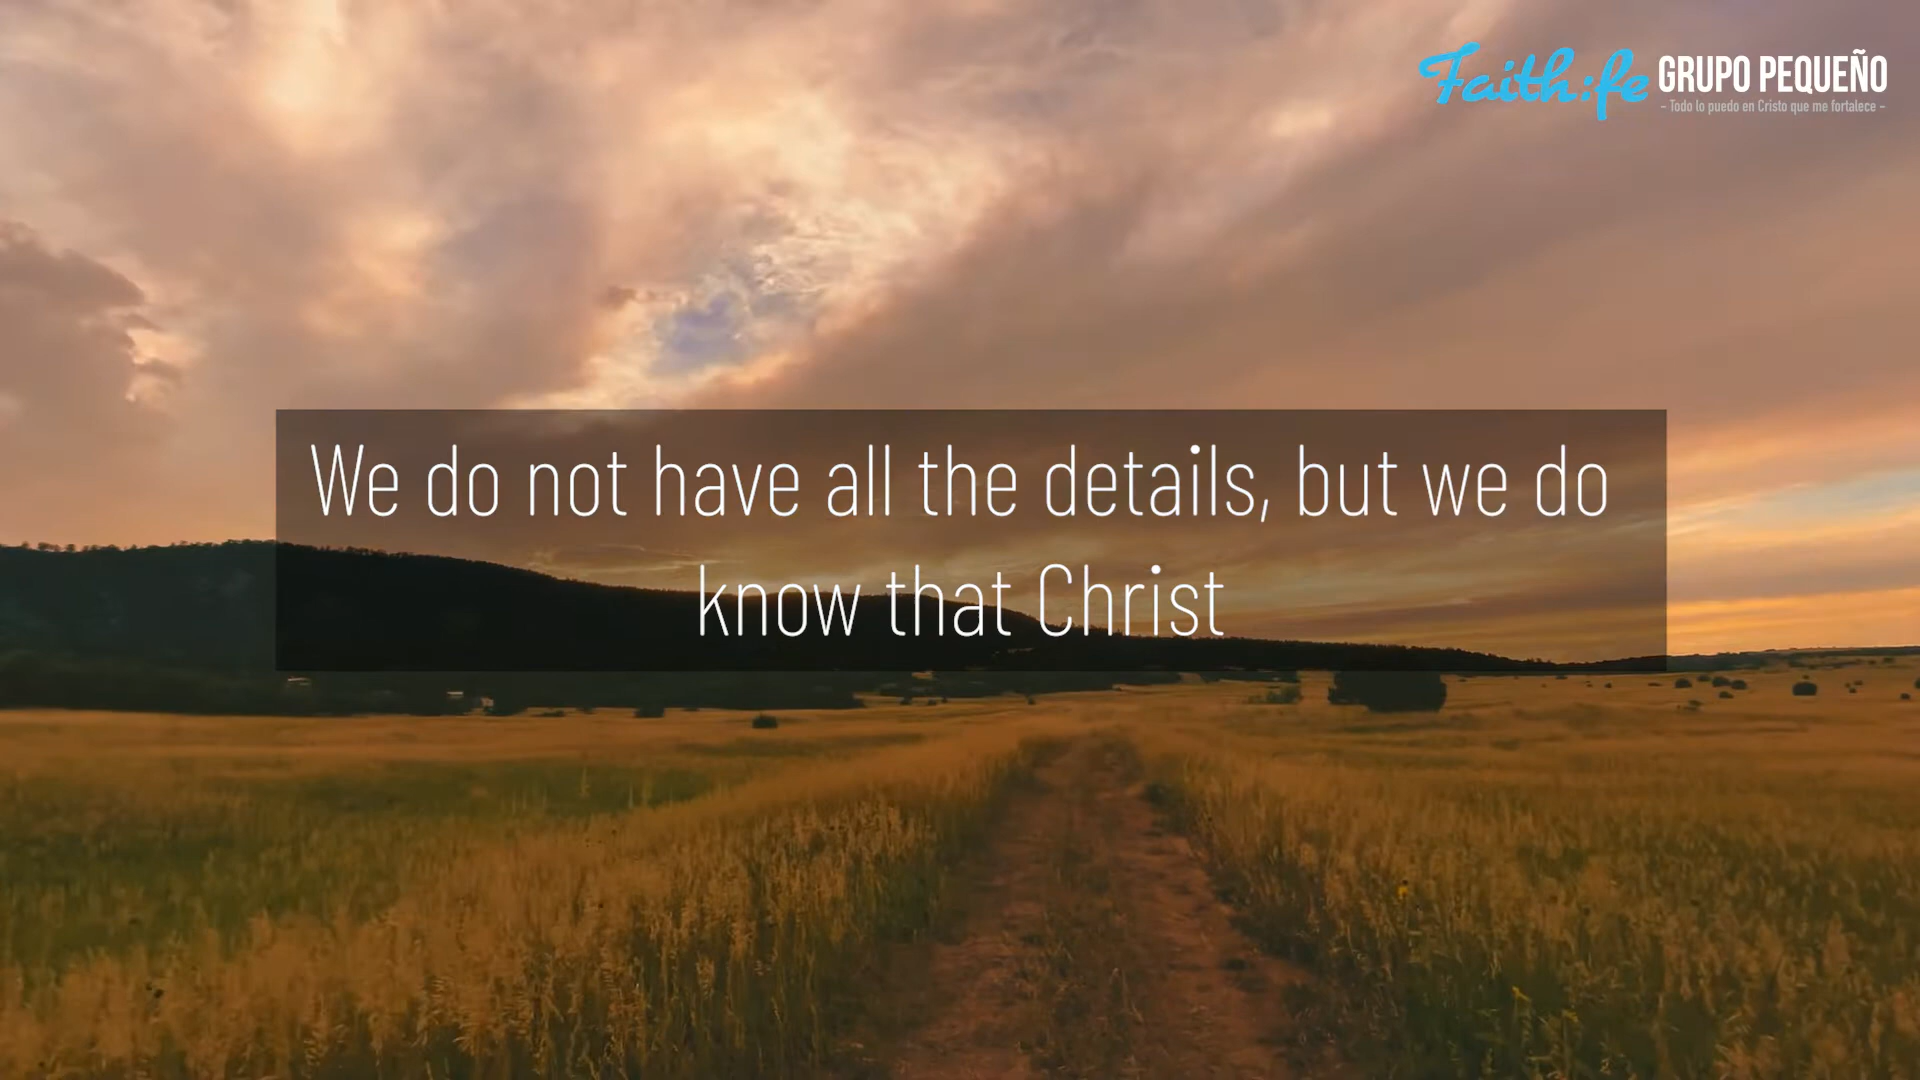 Faith:fe GRUPO PEQUEÑO
- Todo lo puedo en Cristo que me fortalece -
We do not have all the details, but we do
know that Christ